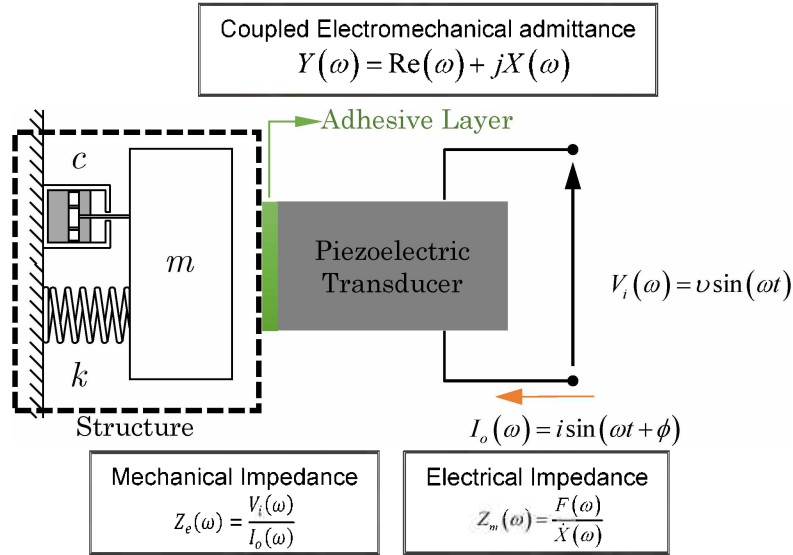 Coupled Electromechanical admittance
Y(ω) = Re(ω) + jX(ω)
Adhesive Layer
c
m
k
Piezoelectric
Transducer
V_i(ω) = υ sin(ωt)
Structure
I_o(ω) = i sin(ωt + ϕ)
Mechanical Impedance
Z_e(ω) = V_i(ω)/I_o(ω)
Electrical Impedance
Z_m(ω) = F(ω)/Ẋ(ω)